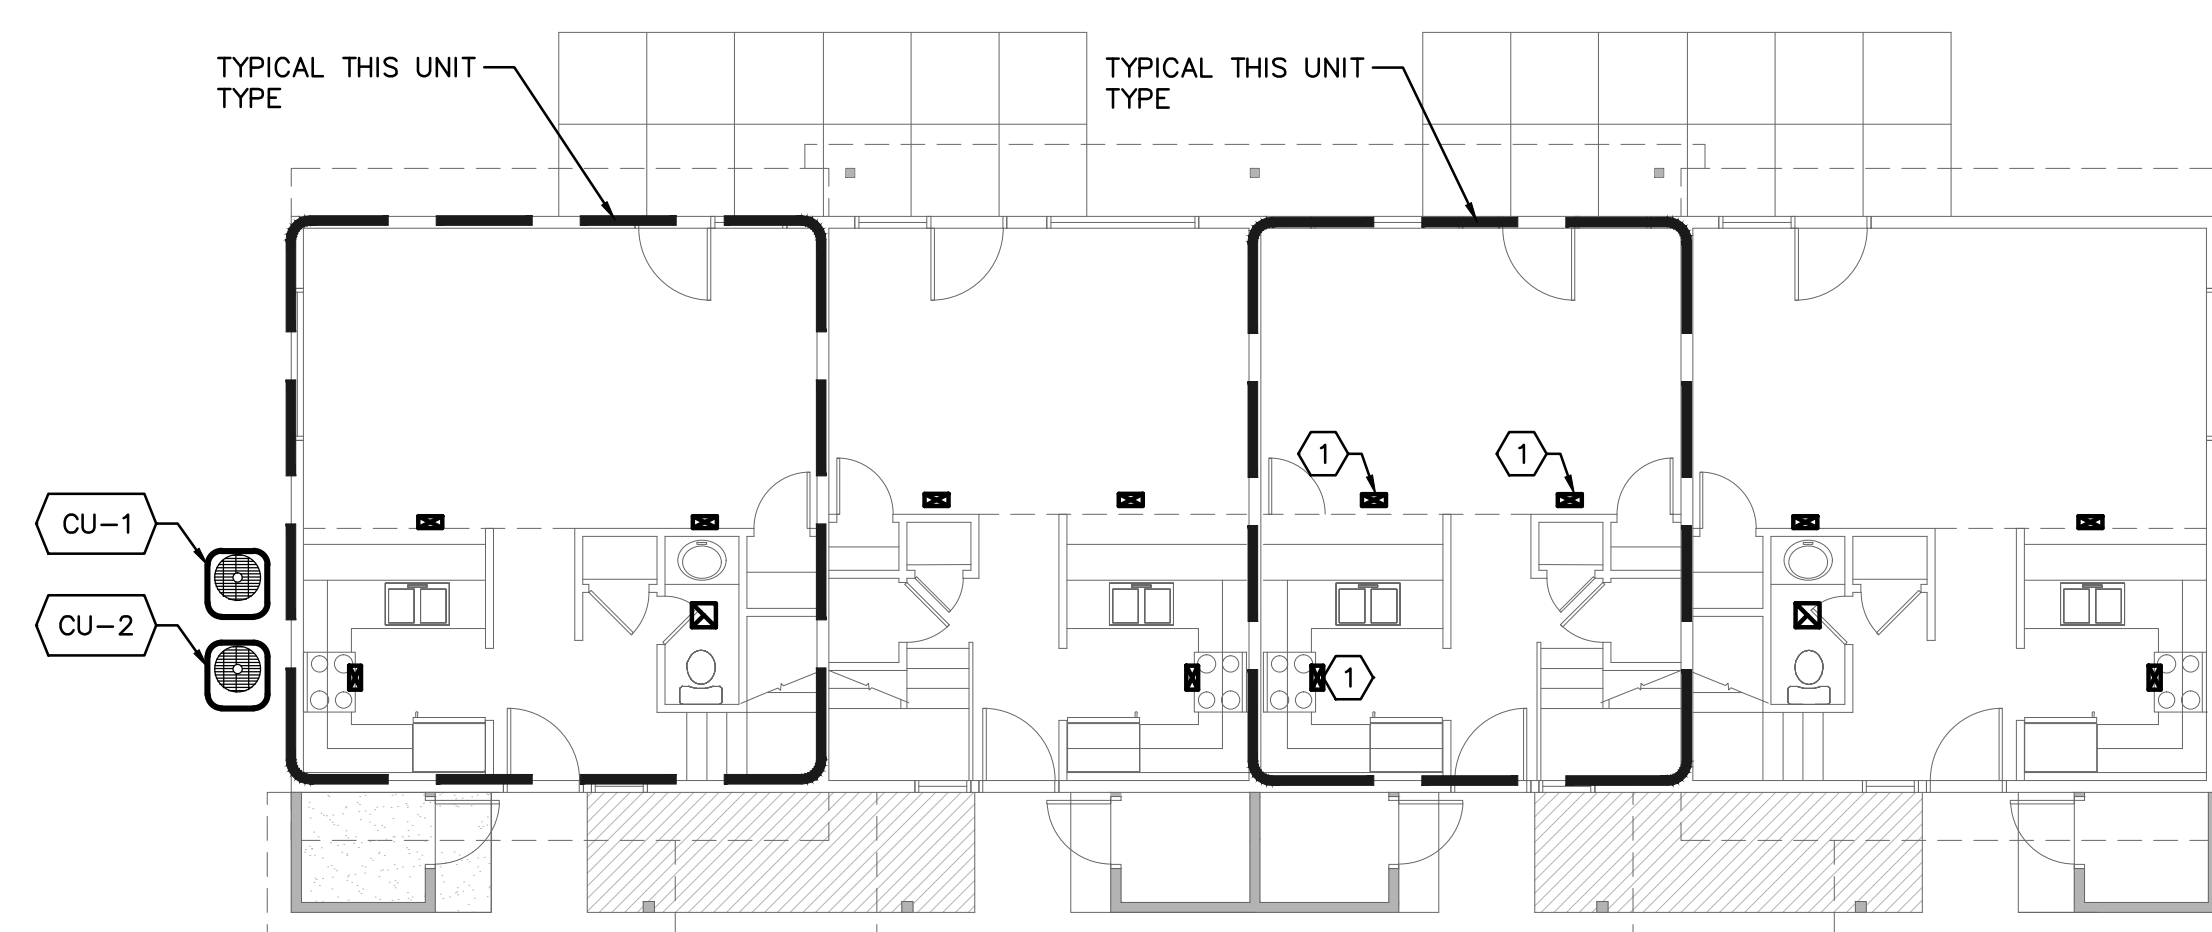 TYPICAL THIS UNIT
TYPE
TYPICAL THIS UNIT
TYPE
1
1
CU-1
CU-2
1